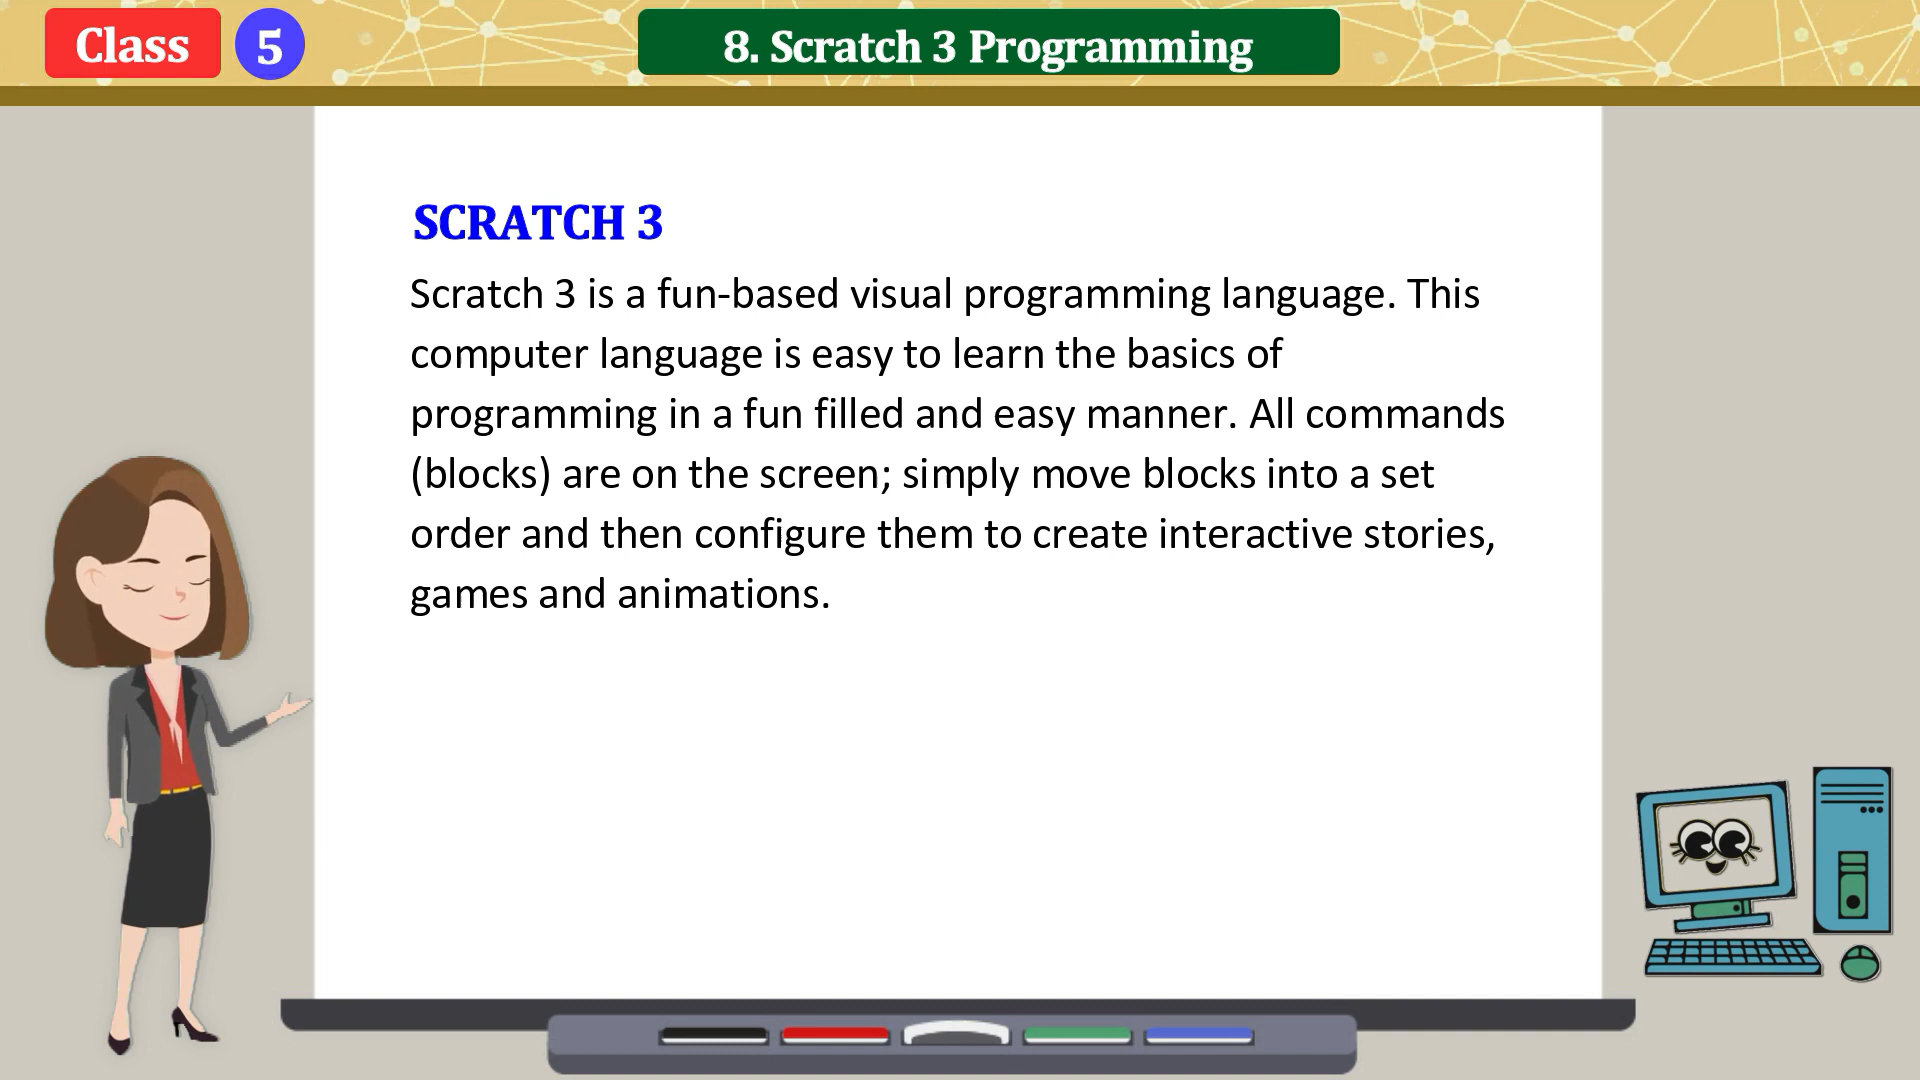 Class 5
8. Scratch 3 Programming
SCRATCH 3
Scratch 3 is a fun-based visual programming language. This
computer language is easy to learn the basics of
programming in a fun filled and easy manner. All commands
(blocks) are on the screen; simply move blocks into a set
order and then configure them to create interactive stories,
games and animations.